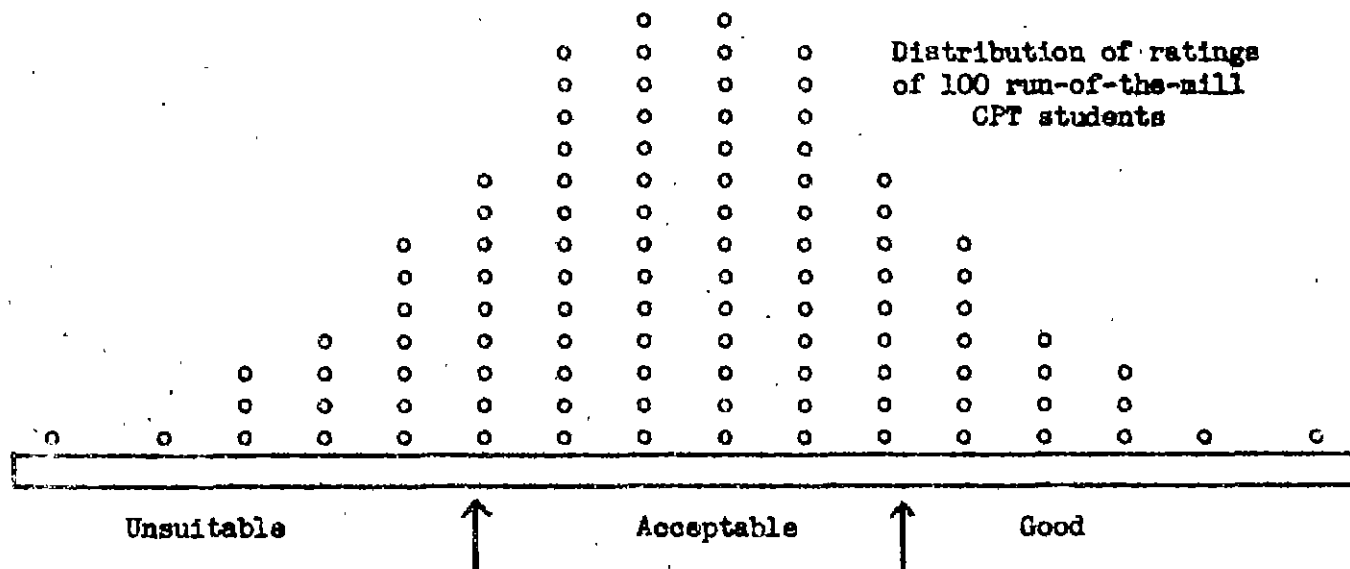 Distribution of ratings
of 100 run-of-the-mill
CPT students
Unsuitable Acceptable Good